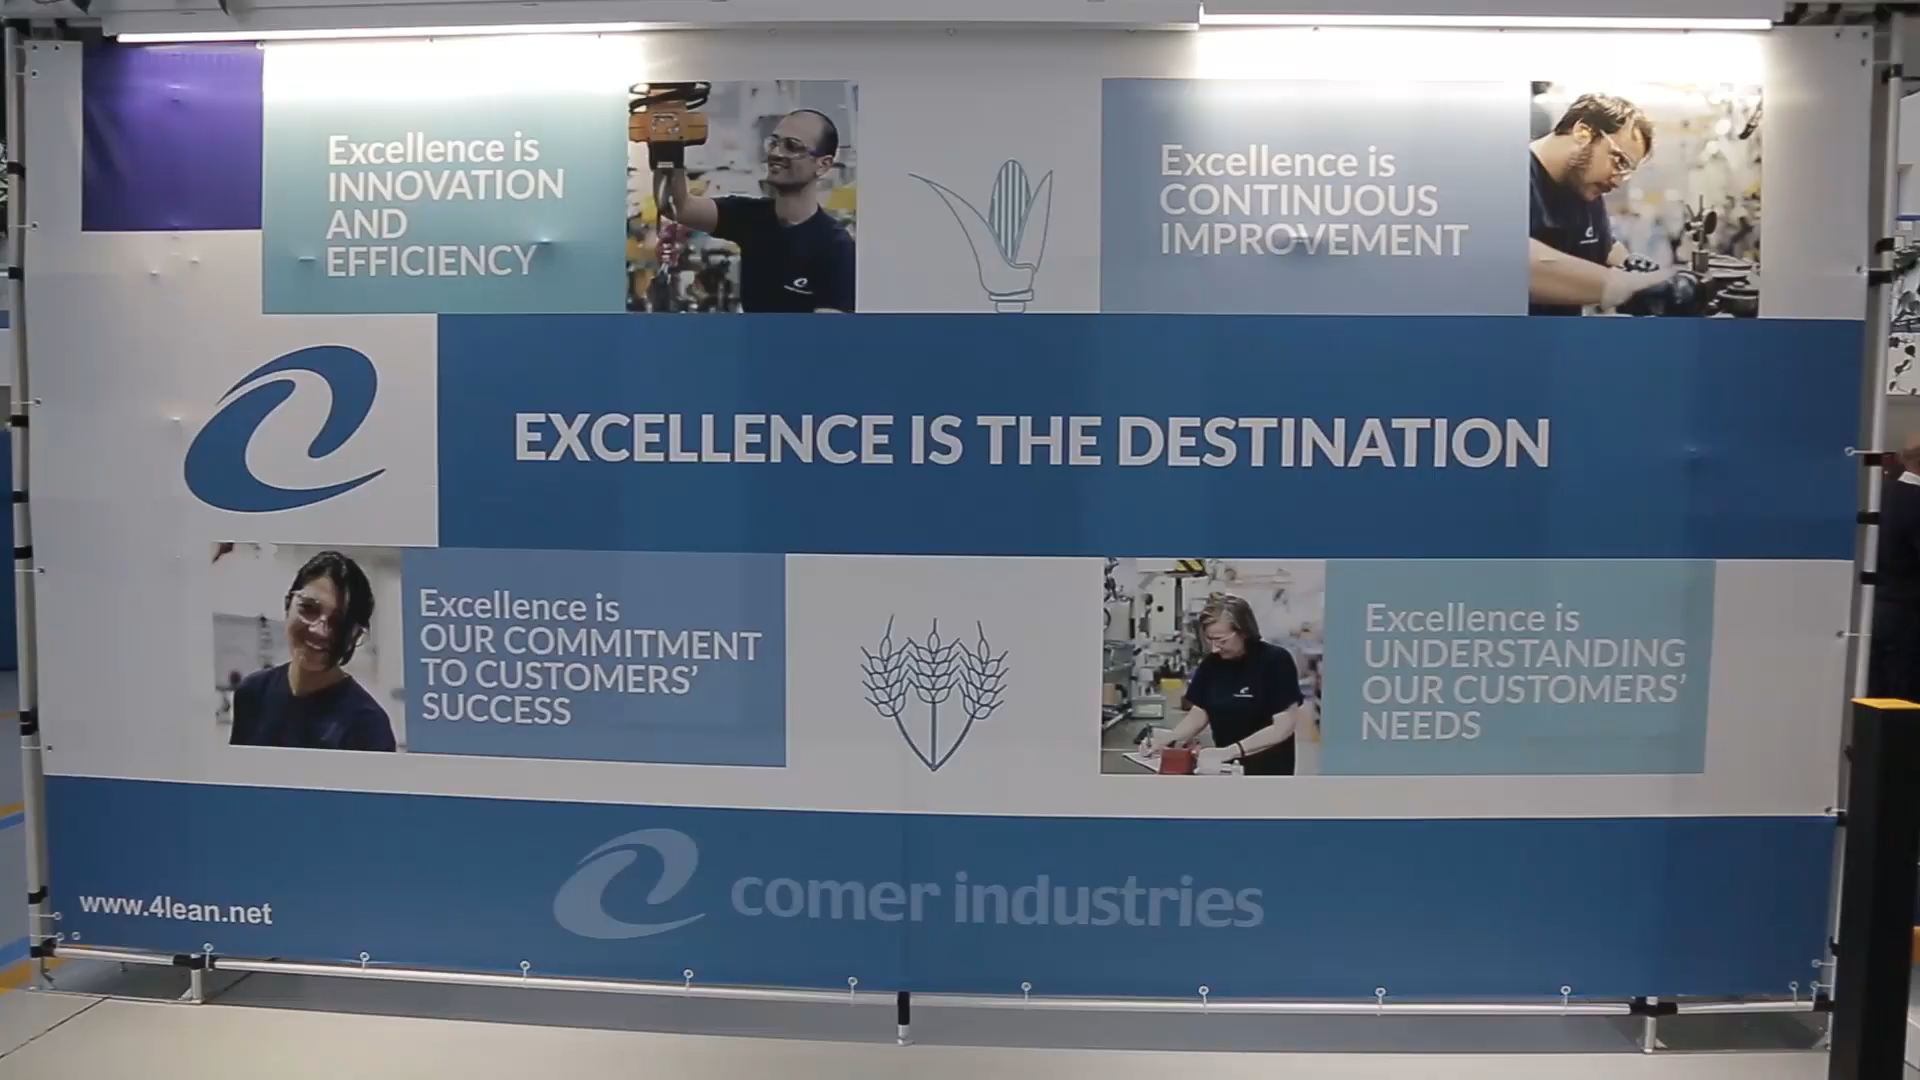 Excellence is
INNOVATION
AND
EFFICIENCY
Excellence is
CONTINUOUS
IMPROVEMENT
EXCELLENCE IS THE DESTINATION
Excellence is
OUR COMMITMENT
TO CUSTOMERS’
SUCCESS
Excellence is
UNDERSTANDING
OUR CUSTOMERS’
NEEDS
www.4lean.net
comer industries